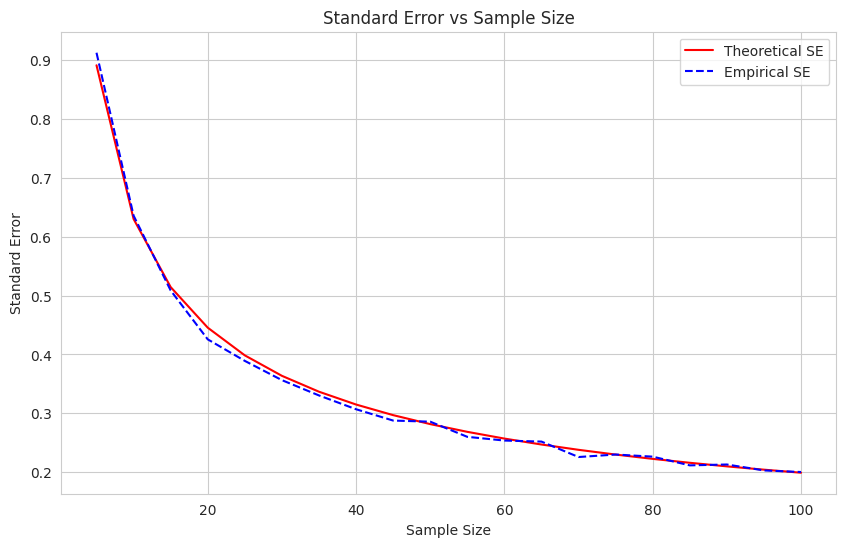 Standard Error vs Sample Size
Theoretical SE
Empirical SE
Standard Error
0.9
0.8
0.7
0.6
0.5
0.4
0.3
0.2
20 40 60 80 100
Sample Size